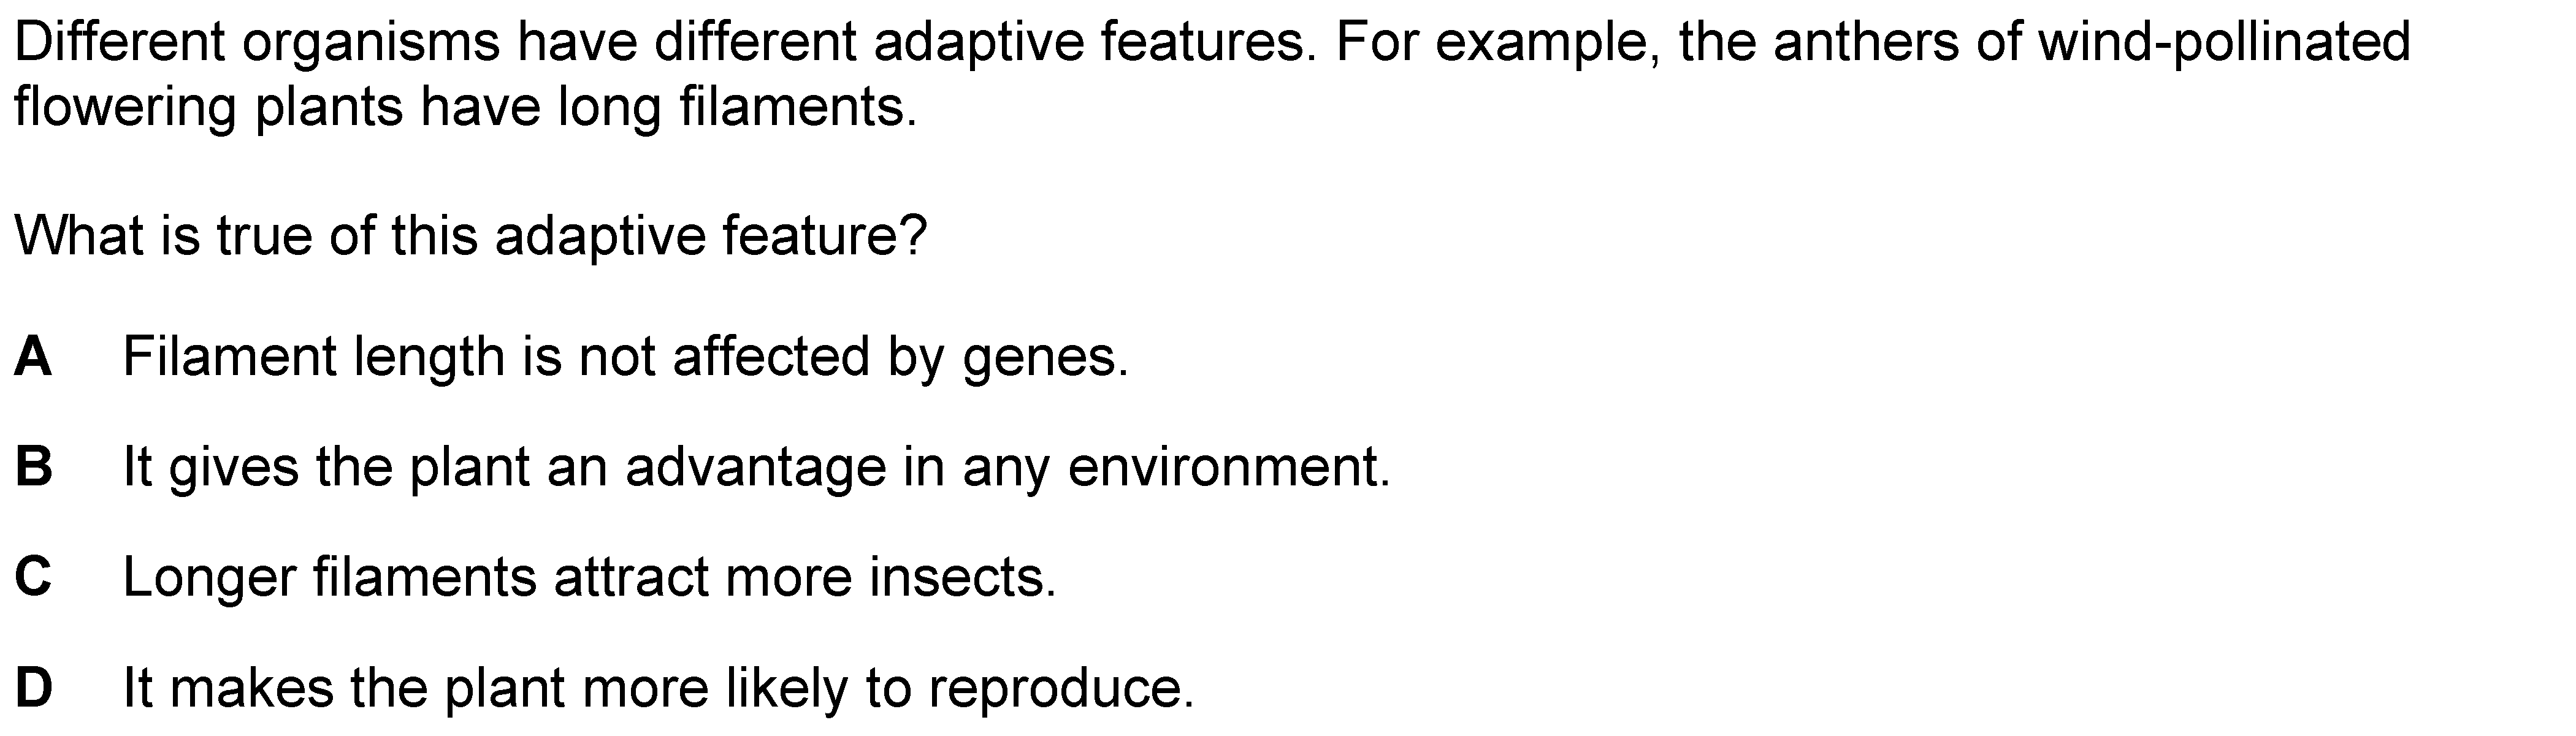 Different organisms have different adaptive features. For example, the anthers of wind-pollinated
flowering plants have long filaments.
What is true of this adaptive feature?
A Filament length is not affected by genes.
B It gives the plant an advantage in any environment.
C Longer filaments attract more insects.
D It makes the plant more likely to reproduce.